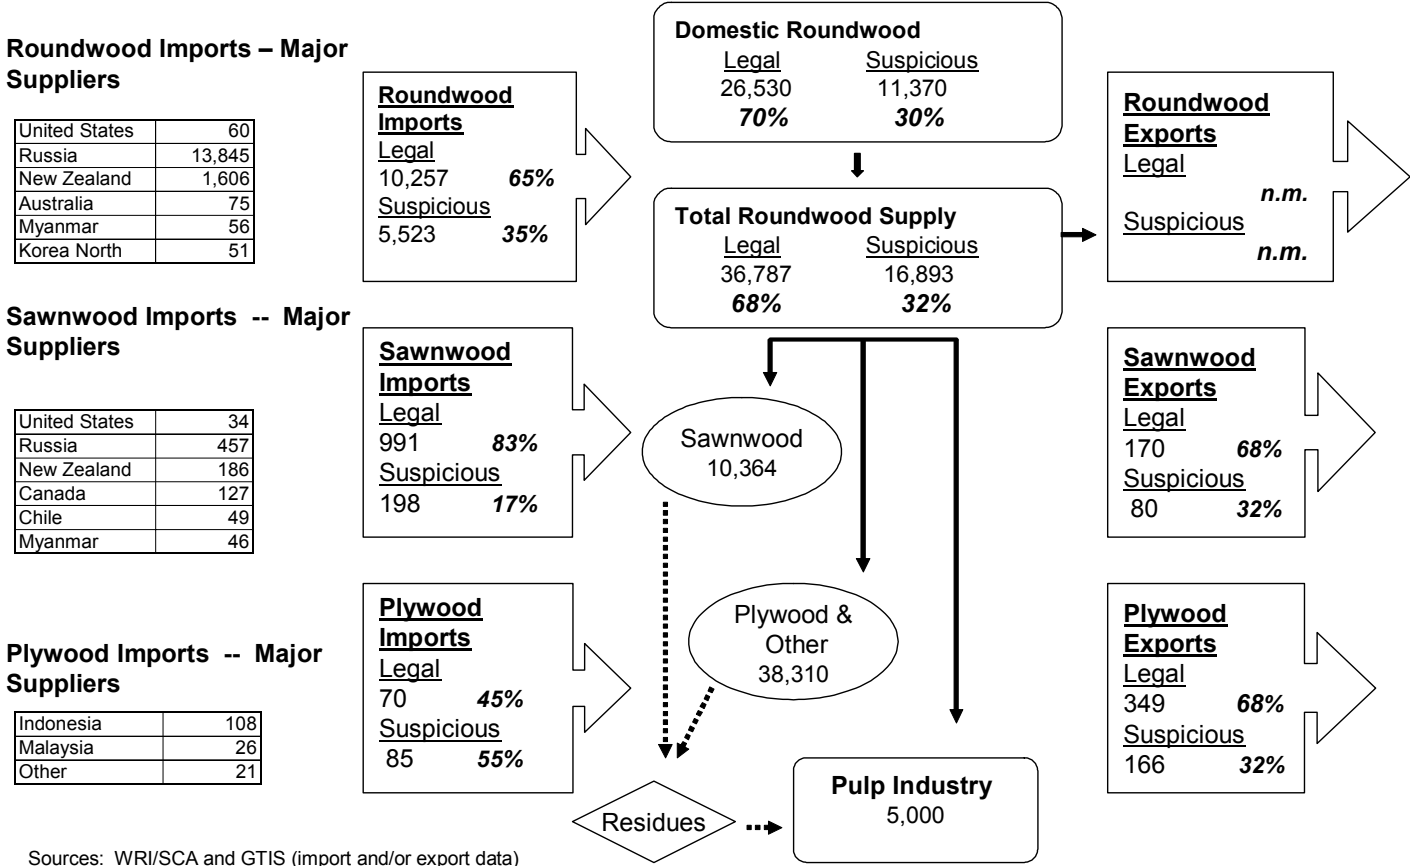 Roundwood Imports – Major
Suppliers
United States 60
Russia 13,845
New Zealand 1,606
Australia 75
Myanmar 56
Korea North 51
Roundwood
Imports
Legal
10,257 65%
Suspicious
5,523 35%
Domestic Roundwood
Legal Suspicious
26,530 11,370
70% 30%
Total Roundwood Supply
Legal Suspicious
36,787 16,893
68% 32%
Roundwood
Exports
Legal
n.m.
Suspicious
n.m.
Sawnwood Imports -- Major
Suppliers
United States 34
Russia 457
New Zealand 186
Canada 127
Chile 49
Myanmar 46
Sawnwood
Imports
Legal
991 83%
Suspicious
198 17%
Sawnwood
10,364
Sawnwood
Exports
Legal
170 68%
Suspicious
80 32%
Plywood Imports -- Major
Suppliers
Indonesia 108
Malaysia 26
Other 21
Plywood
Imports
Legal
70 45%
Suspicious
85 55%
Plywood &
Other
38,310
Plywood
Exports
Legal
349 68%
Suspicious
166 32%
Residues
Pulp Industry
5,000
Sources: WRI/SCA and GTIS (import and/or export data)